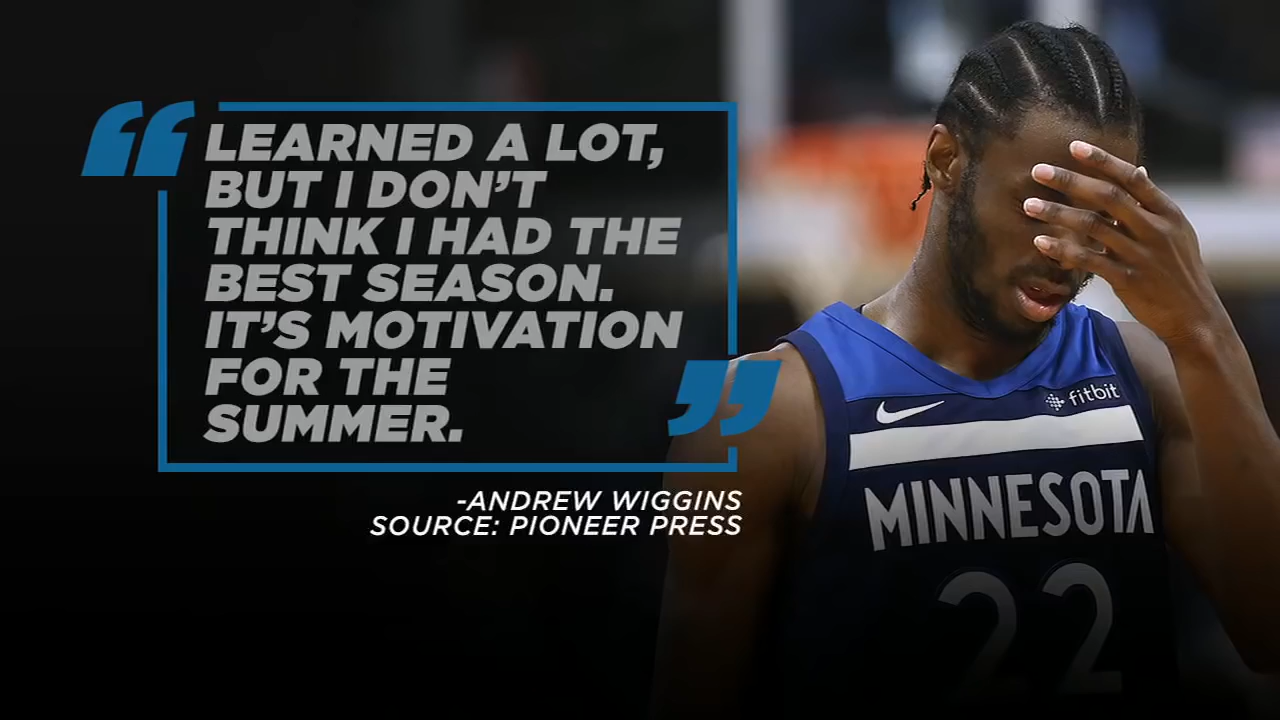 LEARNED A LOT,
BUT I DON'T
THINK I HAD THE
BEST SEASON.
IT'S MOTIVATION
FOR THE
SUMMER.
-ANDREW WIGGINS
SOURCE: PIONEER PRESS
fitbit
MINNESOTA
22